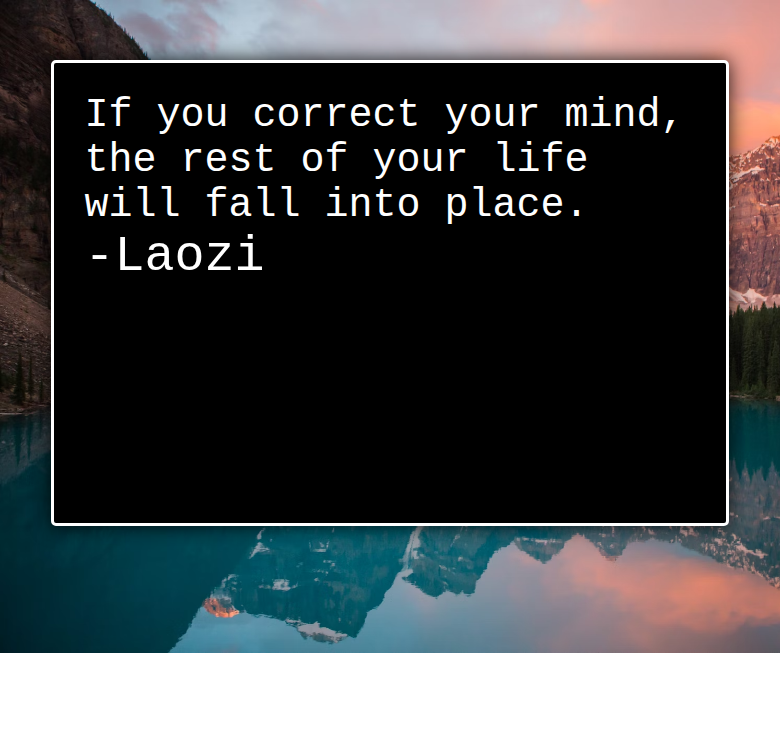 If you correct your mind,
the rest of your life
will fall into place.
-Laozi